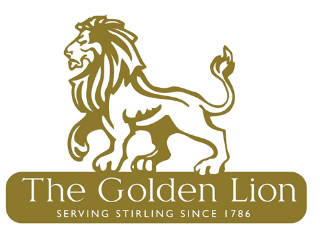 The Golden Lion
SERVING STIRLING SINCE 1786